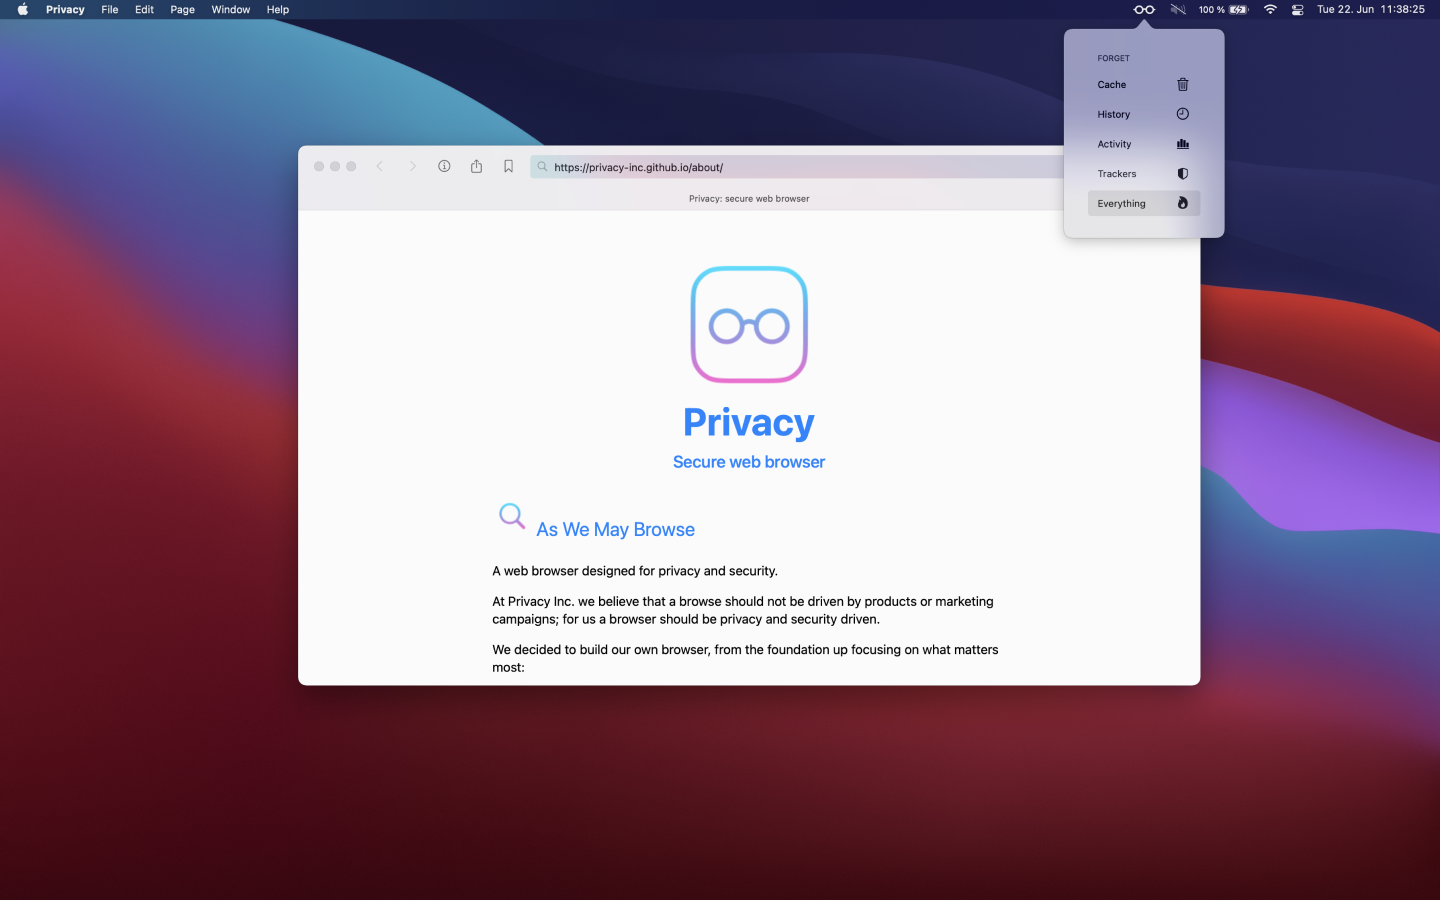 Privacy File Edit Page Window Help
100 % Tue 22. Jun 11:38:25
FORGET
Cache
History
Activity
Trackers
Everything
https://privacy-inc.github.io/about/
Privacy: secure web browser
Privacy
Secure web browser
As We May Browse
A web browser designed for privacy and security.
At Privacy Inc. we believe that a browse should not be driven by products or marketing
campaigns; for us a browser should be privacy and security driven.
We decided to build our own browser, from the foundation up focusing on what matters
most: